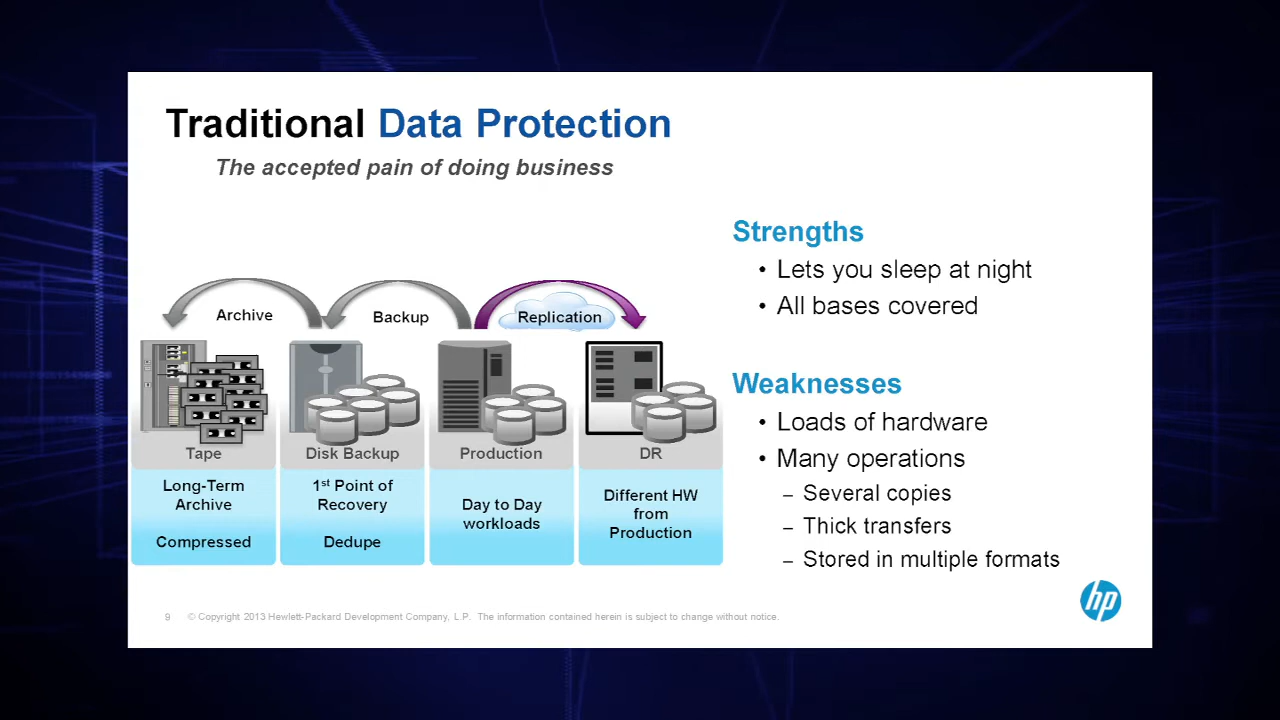 Traditional Data Protection
The accepted pain of doing business
Archive
Backup
Replication
Tape
Long-Term
Archive
Compressed
Disk Backup
1st Point of
Recovery
Dedupe
Production
Day to Day
workloads
DR
Different HW
from
Production
Strengths
• Lets you sleep at night
• All bases covered
Weaknesses
• Loads of hardware
• Many operations
– Several copies
– Thick transfers
– Stored in multiple formats
hp
9 © Copyright 2013 Hewlett-Packard Development Company, L.P. The information contained herein is subject to change without notice.